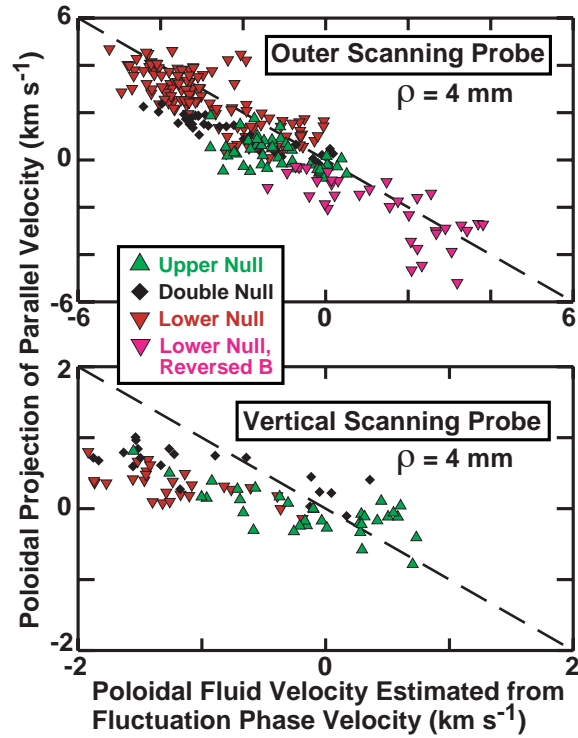 Poloidal Projection of Parallel Velocity (km s-1)
6
Outer Scanning Probe
ρ = 4 mm
0
Upper Null
Double Null
Lower Null
Lower Null,
Reversed B
-6
-6
0
6
2
Vertical Scanning Probe
ρ = 4 mm
0
-2
-2
0
2
Poloidal Fluid Velocity Estimated from
Fluctuation Phase Velocity (km s-1)